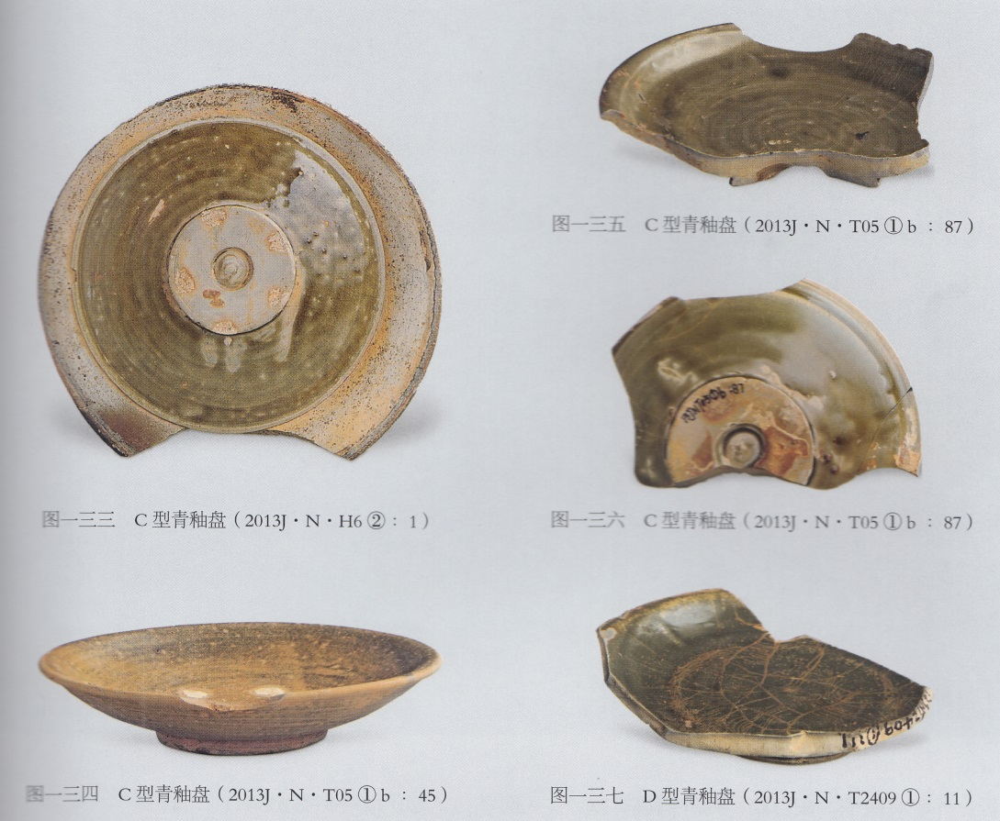 图一三三 C型青釉盘（2013J·N·H6②：1）
图一三四 C型青釉盘（2013J·N·T05①b：45）
图一三五 C型青釉盘（2013J·N·T05①b：87）
图一三六 C型青釉盘（2013J·N·T05①b：87）
图一三七 D型青釉盘（2013J·N·T2409①：11）